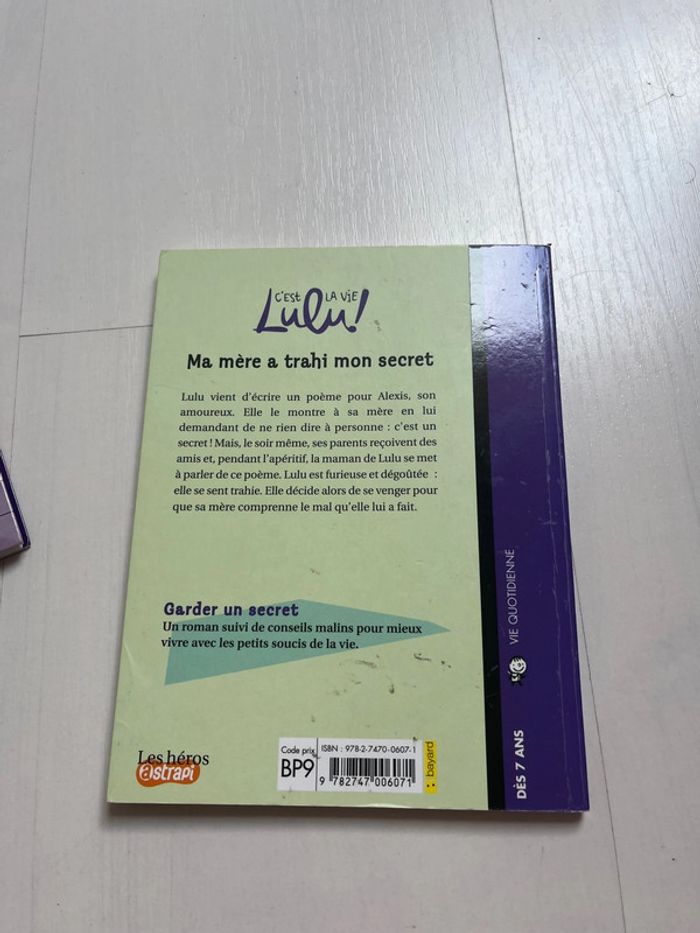 C'EST LA VIE
Lulu!
Ma mère a trahi mon secret
Lulu vient d'écrire un poème pour Alexis, son
amoureux. Elle le montre à sa mère en lui
demandant de ne rien dire à personne : c'est un
secret ! Mais, le soir même, ses parents reçoivent des
amis et, pendant l'apéritif, la maman de Lulu se met
à parler de ce poème. Lulu est furieuse et dégoûtée :
elle se sent trahie. Elle décide alors de se venger pour
que sa mère comprenne le mal qu'elle lui a fait.
Garder un secret
Un roman suivi de conseils malins pour mieux
vivre avec les petits soucis de la vie.
Les héros
astrapi
Code prix
BP9
ISBN : 978-2-7470-0607-1
9 782747 006071
bayard
DÈS 7 ANS
VIE QUOTIDIENNE